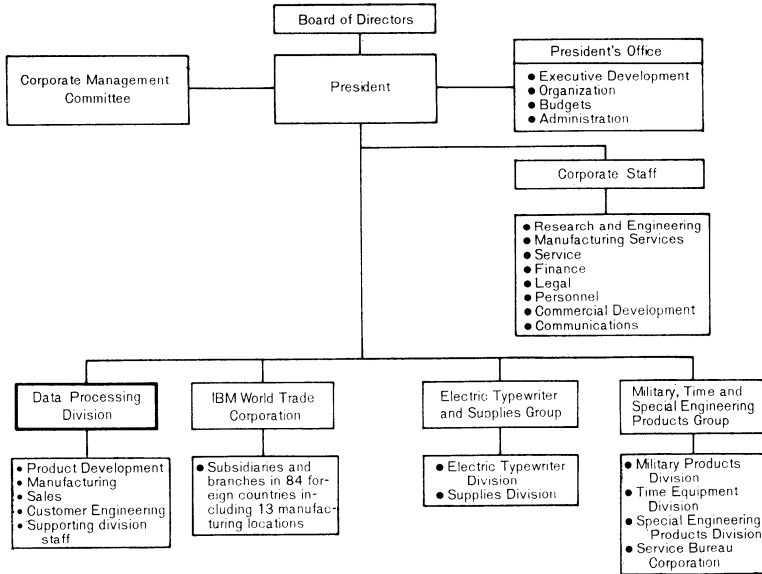 Board of Directors
Corporate Management
Committee
President
President's Office
● Executive Development
● Organization
● Budgets
● Administration
Corporate Staff
● Research and Engineering
● Manufacturing Services
● Service
● Finance
● Legal
● Personnel
● Commercial Development
● Communications
Data Processing
Division
● Product Development
● Manufacturing
● Sales
● Customer Engineering
● Supporting division
staff
IBM World Trade
Corporation
● Subsidiaries and
branches in 84 for-
eign countries in-
cluding 13 manufac-
turing locations
Electric Typewriter
and Supplies Group
● Electric Typewriter
Division
● Supplies Division
Military, Time and
Special Engineering
Products Group
● Military Products
Division
● Time Equipment
Division
● Special Engineering
Products Division
● Service Bureau
Corporation